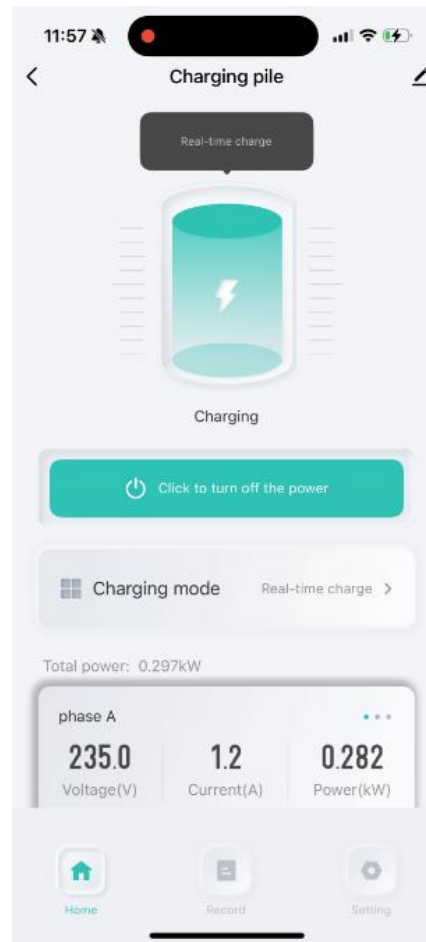 11:57
Charging pile
Real-time charge
Charging
Click to turn off the power
Charging mode Real-time charge
Total power: 0.297kW
phase A
235.0 1.2 0.282
Voltage(V) Current(A) Power(kW)
Home Record Setting